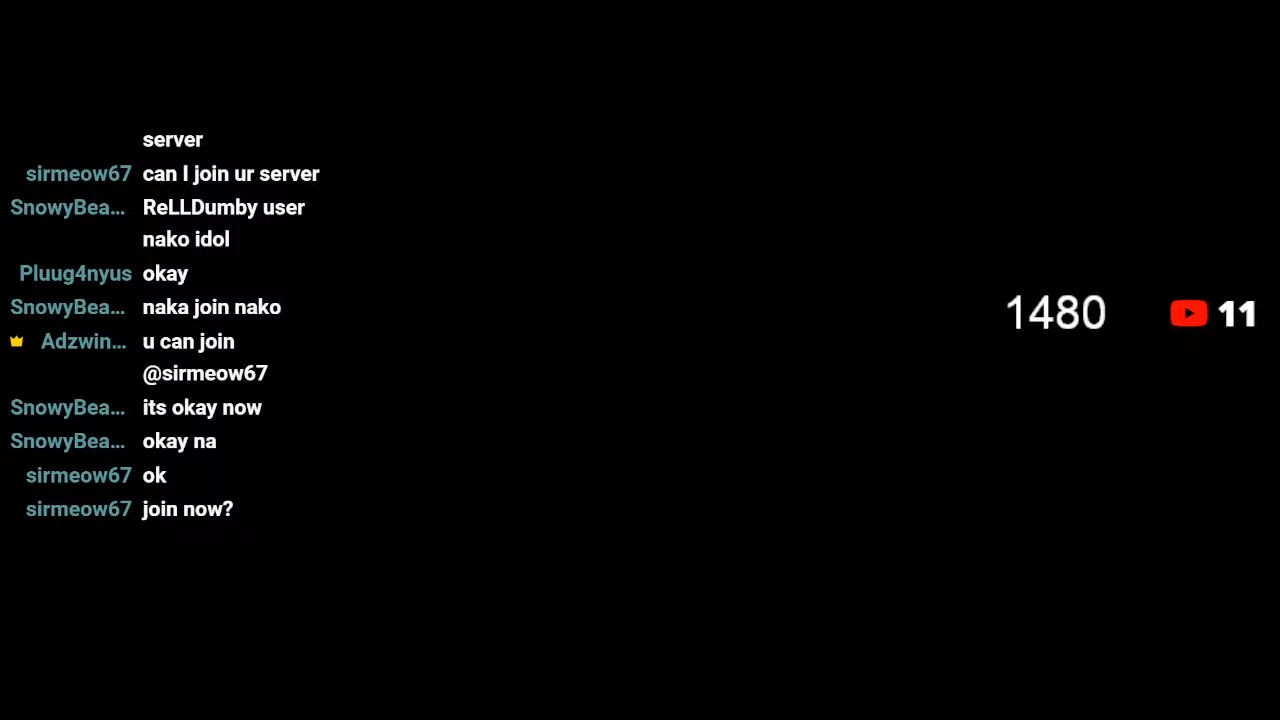 server
sirmeow67 can I join ur server
SnowyBea... ReLLDumby user
nako idol
Pluug4nyus okay
SnowyBea... naka join nako
Adzwin... u can join
@sirmeow67
SnowyBea... its okay now
SnowyBea... okay na
sirmeow67 ok
sirmeow67 join now?
1480
11